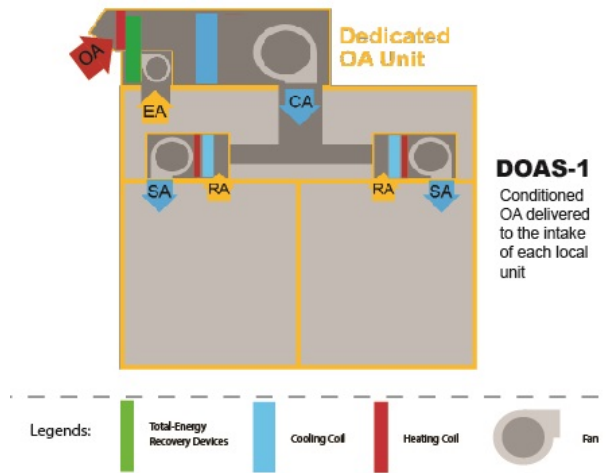 OA
Dedicated
OA Unit
EA
CA
SA
RA
RA
SA
DOAS-1
Conditioned
OA delivered
to the intake
of each local
unit
Legends:
Total-Energy
Recovery Devices
Cooling Coil
Heating Coil
Fan